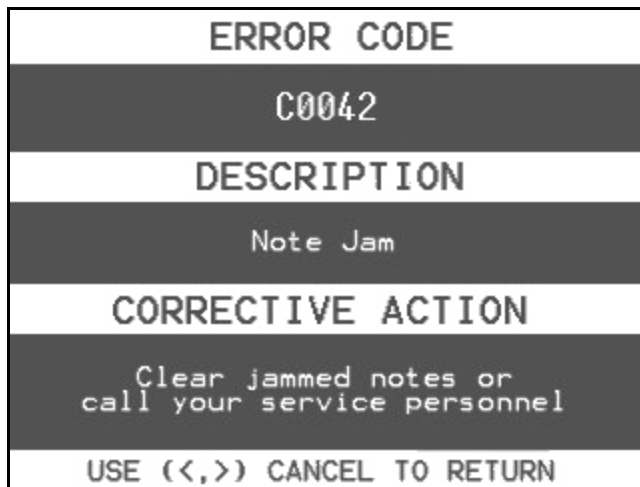 ERROR CODE
C0042
DESCRIPTION
Note Jam
CORRECTIVE ACTION
Clear jammed notes or
call your service personnel
USE (<,>) CANCEL TO RETURN